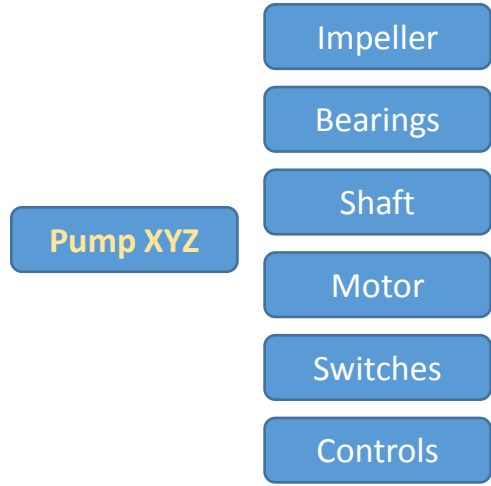 Impeller
Bearings
Shaft
Pump XYZ
Motor
Switches
Controls